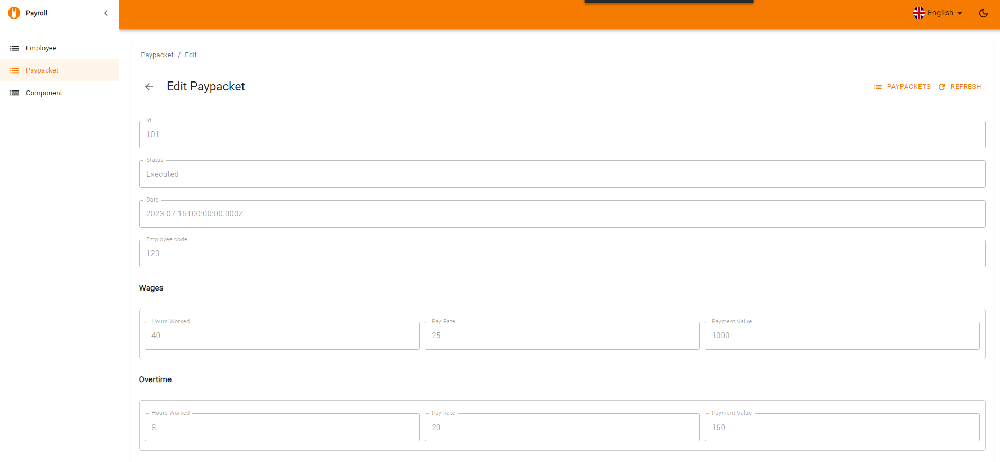 Payroll
English
Employee
Paypacket
Component
Paypacket / Edit
Edit Paypacket
PAYPACKETS
REFRESH
Id
101
Status
Executed
Date
2023-07-15T00:00:00.000Z
Employee code
123
Wages
Hours Worked
40
Pay Rate
25
Payment Value
1000
Overtime
Hours Worked
8
Pay Rate
20
Payment Value
160